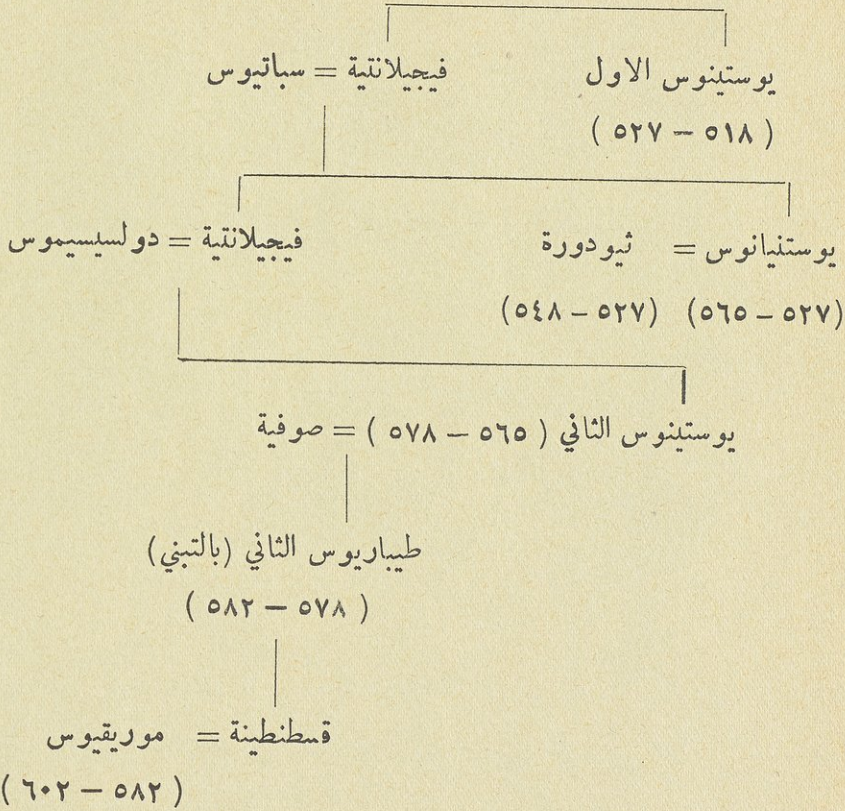 يوستينوس الاول فيجيلانتية = سباتيوس
( ٥١٨ – ٥٢٧ )
يوستنيانوس = ثيودورة فيجيلانتية = دولسيسيموس
(٥٢٧ – ٥٦٥) (٥٢٧ – ٥٤٨)
يوستينوس الثاني ( ٥٦٥ – ٥٧٨ ) = صوفية
طيباريوس الثاني (بالتبني)
( ٥٧٨ – ٥٨٢ )
قسطنطينة = موريقيوس
( ٥٨٢ – ٦٠٢ )